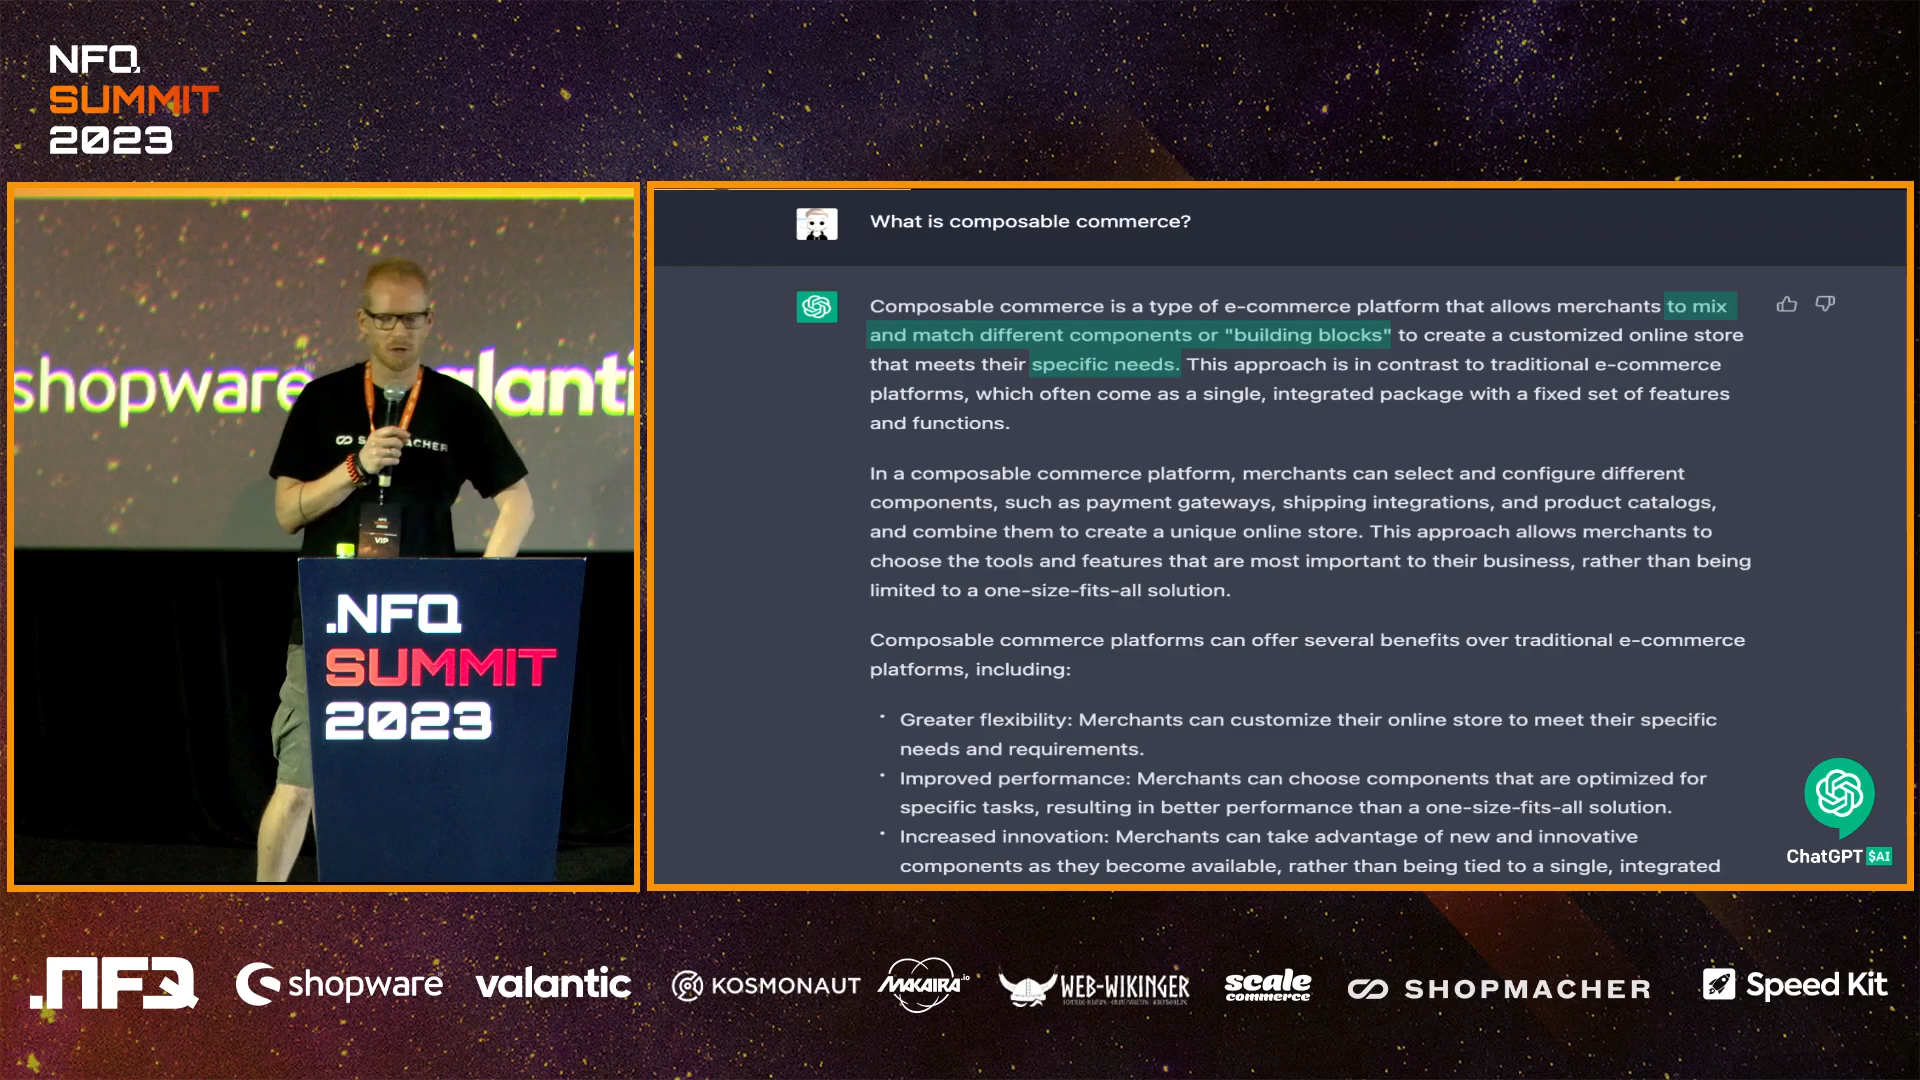 NFQ
SUMMIT
2023
shopware
valanti
SHOPMACHER
VIP
.NFQ
SUMMIT
2023
What is composable commerce?
Composable commerce is a type of e-commerce platform that allows merchants to mix
and match different components or "building blocks" to create a customized online store
that meets their specific needs. This approach is in contrast to traditional e-commerce
platforms, which often come as a single, integrated package with a fixed set of features
and functions.
In a composable commerce platform, merchants can select and configure different
components, such as payment gateways, shipping integrations, and product catalogs,
and combine them to create a unique online store. This approach allows merchants to
choose the tools and features that are most important to their business, rather than being
limited to a one-size-fits-all solution.
Composable commerce platforms can offer several benefits over traditional e-commerce
platforms, including:
• Greater flexibility: Merchants can customize their online store to meet their specific
needs and requirements.
• Improved performance: Merchants can choose components that are optimized for
specific tasks, resulting in better performance than a one-size-fits-all solution.
• Increased innovation: Merchants can take advantage of new and innovative
components as they become available, rather than being tied to a single, integrated
ChatGPT $AI
.NFQ
shopware
valantic
KOSMONAUT
MAKAIRA.io
WEB-WIKINGER
scale
commerce
SHOPMACHER
Speed Kit